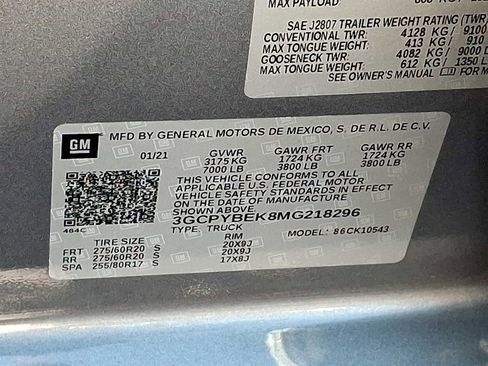 MAX PAYLOAD:
SAE J2807 TRAILER WEIGHT RATING (TWR)
CONVENTIONAL TWR: 4128 KG / 9100
MAX TONGUE: 413 KG / 910
GOOSENECK TWR: 4082 KG / 9000 L
MAX TONGUE: 612 KG / 1350 L
SEE OWNER'S MANUAL FOR M
GM
MFD BY GENERAL MOTORS DE MEXICO, S. DE R.L. DE C.V.
01/21 GVWR GAWR FRT GAWR RR
3175 KG 1724 KG 1724 KG
7000 LB 3800 LB 3800 LB
THIS VEHICLE CONFORMS TO ALL
APPLICABLE U.S. FEDERAL MOTOR
VEHICLE SAFETY STANDARDS IN EFFECT
ON THE DATE OF MANUFACTURE
SHOWN ABOVE.
3GCPYBEK8MG218296
484C TYPE: TRUCK MODEL: 86CK10543
TIRE SIZE RIM
FRT 275/60R20 S 20X9J
RR 275/60R20 S 20X9J
SPA 255/80R17 S 17X8J